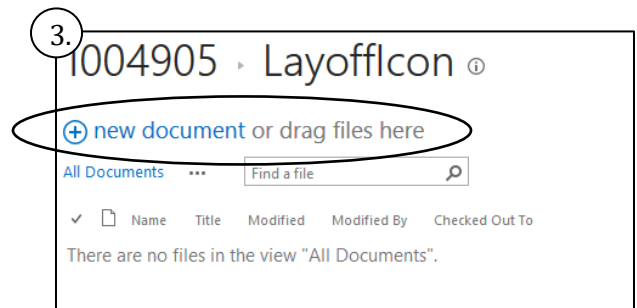 3.
1004905 ▸ LayoffIcon ⓘ
⊕ new document or drag files here
All Documents ••• Find a file
✓ Name Title Modified Modified By Checked Out To
There are no files in the view "All Documents".